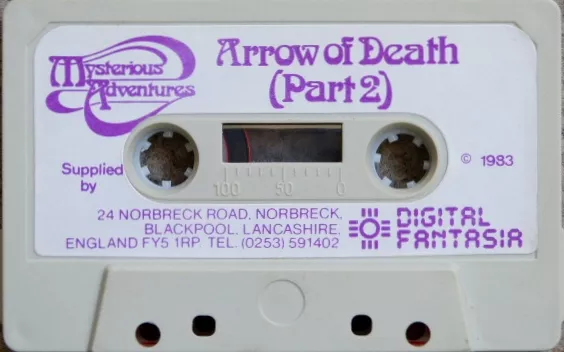 Mysterious
Adventures
Arrow of Death
(Part 2)
Supplied
by
© 1983
100 50 0
24 NORBRECK ROAD, NORBRECK,
BLACKPOOL, LANCASHIRE,
ENGLAND FY5 1RP. TEL. (0253) 591402
DIGITAL
FANTASIA